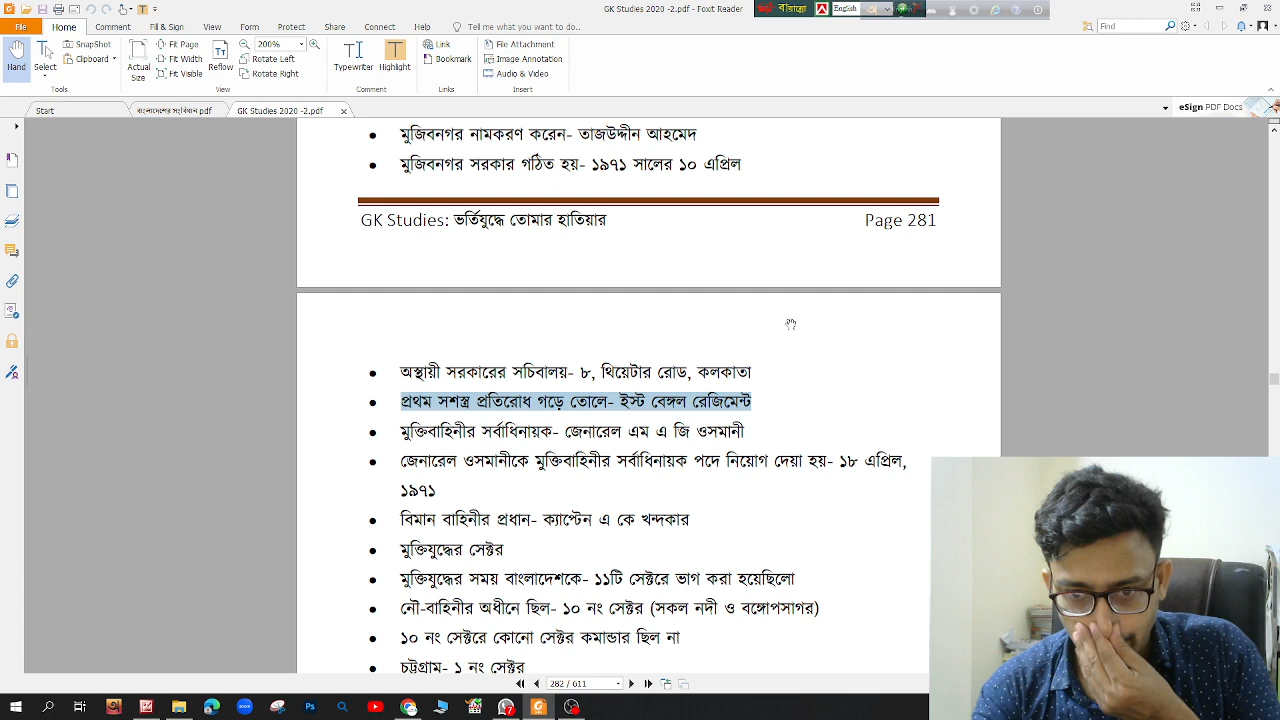 GK Studies 2020 -2.pdf - Foxit Reader
English
File Home Comment Fill & Sign View Form Protect Share Connect Help Tell me what you want to do... Find
Hand
Select
SnapShot
Clipboard
Actual Size
Fit Page
Fit Width
Fit Visible
Reflow
200%
Rotate Left
Rotate Right
Typewriter
Highlight
Link
Bookmark
File Attachment
Image Annotation
Audio & Video
Tools View Comment Links Insert
Start বাংলাদেশের সংবিধান.pdf GK Studies 2020 -2.pdf eSign PDF Docs
মুজিবনগর নামকরণ করেন- তাজউদ্দীন আহমেদ
মুজিবনগর সরকার গঠিত হয়- ১৯৭১ সালের ১০ এপ্রিল
GK Studies: ভর্তিযুদ্ধে তোমার হাতিয়ার Page 281
অস্থায়ী সরকারের সচিবালয়- ৮, থিয়েটার রোড, কলকাতা
প্রথম সশস্ত্র প্রতিরোধ গড়ে তোলে- ইস্ট বেঙ্গল রেজিমেন্ট
মুক্তিবাহিনীর সর্বাধিনায়ক- জেনারেল এম এ জি ওসমানী
জেনারেল ওসমানীকে মুক্তিবাহিনীর সর্বাধিনায়ক পদে নিয়োগ দেয়া হয়- ১৮ এপ্রিল,
১৯৭১
বিমান বাহিনীর প্রধান- ক্যাপ্টেন এ কে খন্দকার
মুক্তিযুদ্ধের সেক্টর
মুক্তিযুদ্ধের সময় বাংলাদেশকে- ১১টি সেক্টরে ভাগ করা হয়েছিলো
নৌ-বাহিনীর অধীনে ছিল- ১০ নং সেক্টর (সকল নদী ও বঙ্গোপসাগর)
১০ নং সেক্টরে কোনো সেক্টর কমান্ডার ছিল না
চট্টগ্রাম- ১ নং সেক্টর
282 / 611